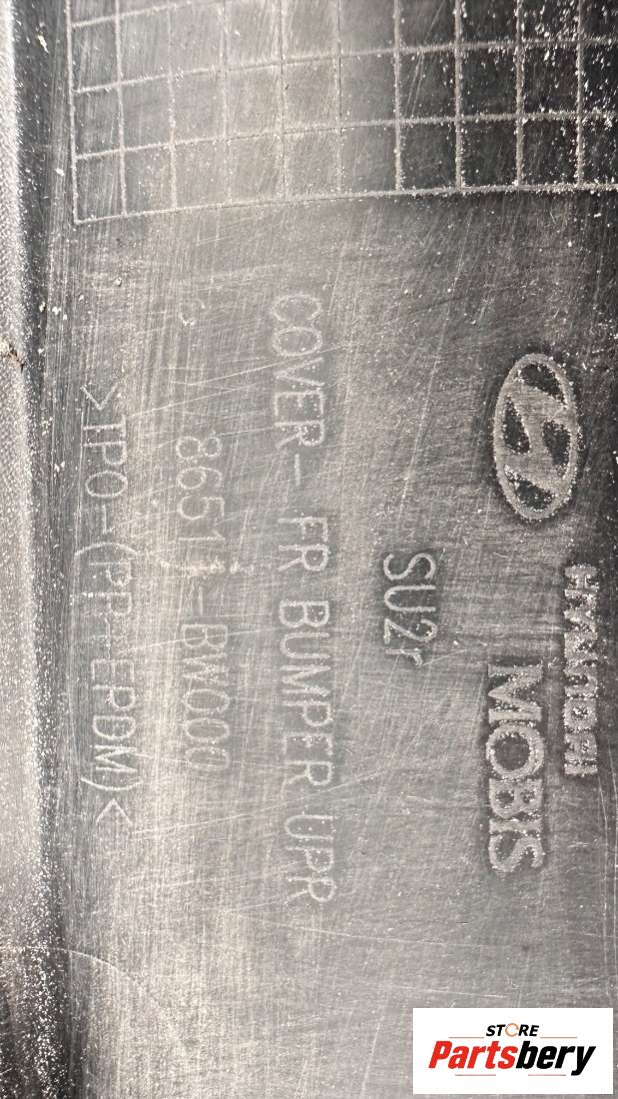 HYUNDAI
MOBIS
SU2r
COVER- FR BUMPER UPR
86511-BW000
>TPO-(PP+EPDM)<
STORE
Partsbery